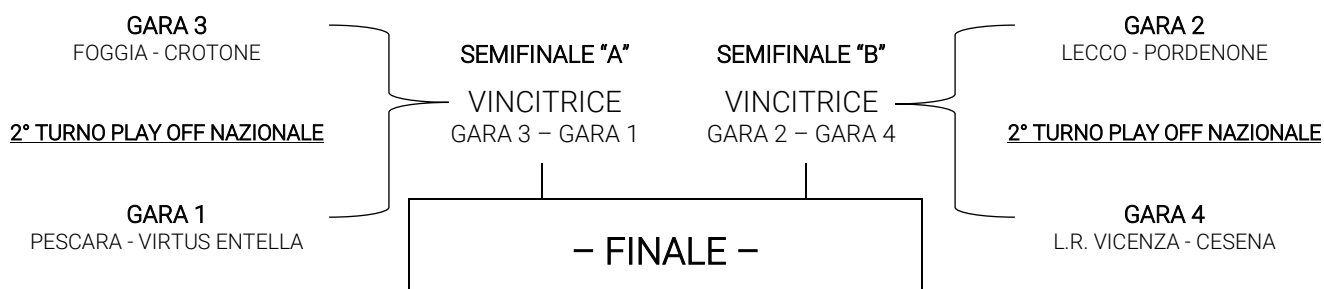 GARA 3
FOGGIA - CROTONE
2° TURNO PLAY OFF NAZIONALE
GARA 1
PESCARA - VIRTUS ENTELLA
SEMIFINALE "A"
VINCITRICE
GARA 3 – GARA 1
SEMIFINALE "B"
VINCITRICE
GARA 2 – GARA 4
GARA 2
LECCO - PORDENONE
2° TURNO PLAY OFF NAZIONALE
GARA 4
L.R. VICENZA - CESENA
– FINALE –